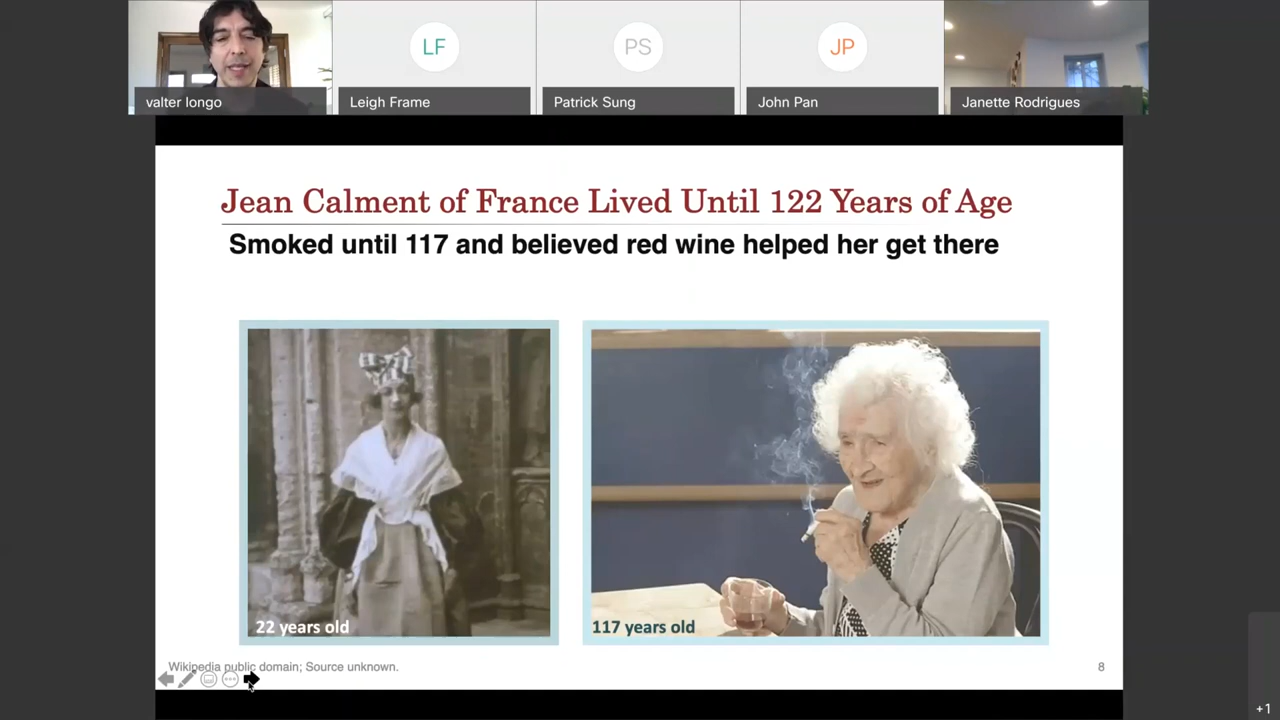 LF
PS
JP
valter longo
Leigh Frame
Patrick Sung
John Pan
Janette Rodrigues
Jean Calment of France Lived Until 122 Years of Age
Smoked until 117 and believed red wine helped her get there
22 years old
117 years old
Wikipedia public domain; Source unknown.
8
+1